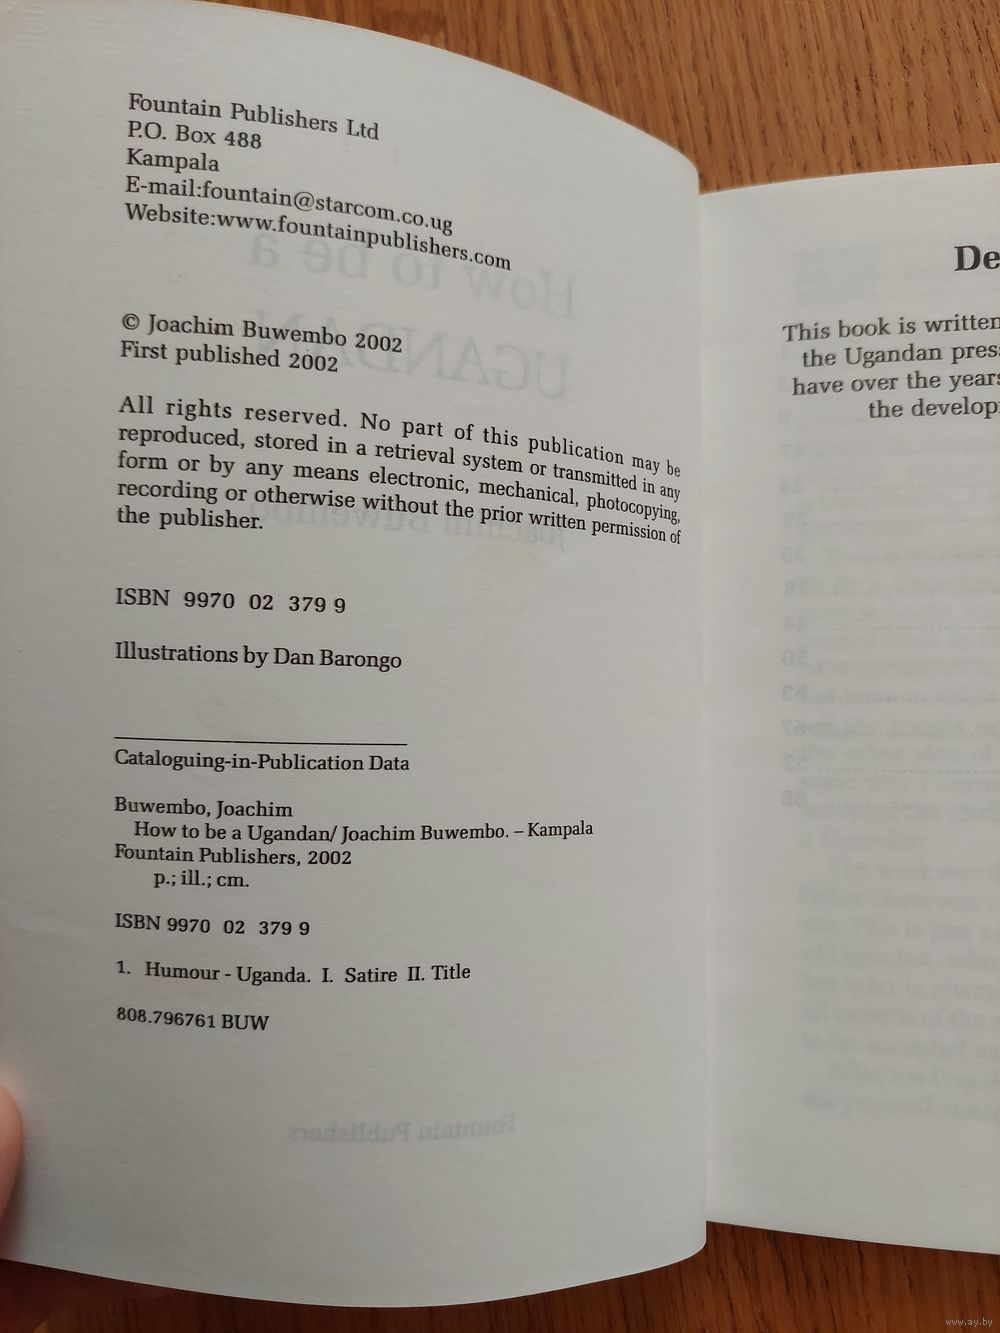 Fountain Publishers Ltd
P.O. Box 488
Kampala
E-mail:fountain@starcom.co.ug
Website:www.fountainpublishers.com
© Joachim Buwembo 2002
First published 2002
All rights reserved. No part of this publication may be
reproduced, stored in a retrieval system or transmitted in any
form or by any means electronic, mechanical, photocopying,
recording or otherwise without the prior written permission of
the publisher.
ISBN 9970 02 379 9
Illustrations by Dan Barongo
Cataloguing-in-Publication Data
Buwembo, Joachim
How to be a Ugandan/ Joachim Buwembo. – Kampala
Fountain Publishers, 2002
p.; ill.; cm.
ISBN 9970 02 379 9
1. Humour - Uganda. I. Satire II. Title
808.796761 BUW
De
This book is written
the Ugandan press
have over the years
the develop
www.ay.by